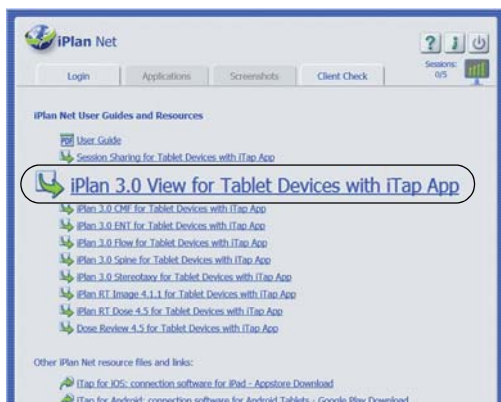 iPlan Net
Sessions:
0/5
Login Applications Screenshots Client Check
iPlan Net User Guides and Resources
PDF User Guide
Session Sharing for Tablet Devices with iTap App
iPlan 3.0 View for Tablet Devices with iTap App
iPlan 3.0 CMF for Tablet Devices with iTap App
iPlan 3.0 ENT for Tablet Devices with iTap App
iPlan 3.0 Flow for Tablet Devices with iTap App
iPlan 3.0 Spine for Tablet Devices with iTap App
iPlan 3.0 Stereotaxy for Tablet Devices with iTap App
iPlan RT Image 4.1.1 for Tablet Devices with iTap App
iPlan RT Dose 4.5 for Tablet Devices with iTap App
Dose Review 4.5 for Tablet Devices with iTap App
Other iPlan Net resource files and links:
iTap for iOS: connection software for iPad - Appstore Download
iTap for Android: connection software for Android Tablets - Google Play Download